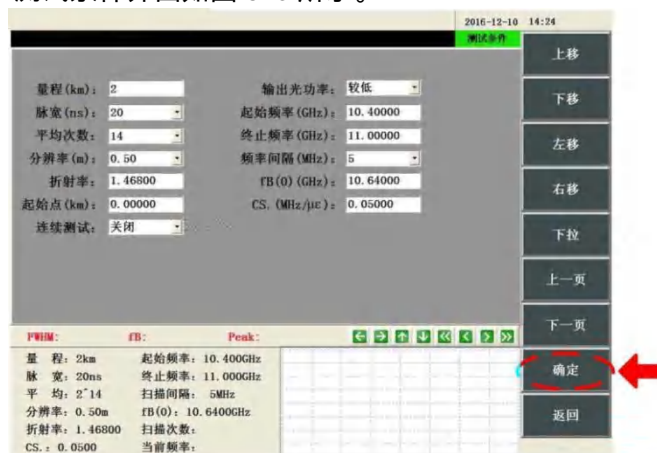 2016-12-10 14:24
测试条件
量程(km): 2
输出光功率: 较低
脉宽(ns): 20
起始频率(GHz): 10.40000
平均次数: 14
终止频率(GHz): 11.00000
分辨率(m): 0.50
频率间隔(MHz): 5
折射率: 1.46800
fB(0)(GHz): 10.64000
起始点(km): 0.00000
CS.(MHz/με): 0.05000
连续测试: 关闭
上移
下移
左移
右移
下拉
上一页
下一页
确定
返回
FWHM: fB: Peak:
量 程: 2km 起始频率: 10.400GHz
脉 宽: 20ns 终止频率: 11.000GHz
平 均: 2^14 扫描间隔: 5MHz
分辨率: 0.50m fB(0): 10.6400GHz
折射率: 1.46800 扫描次数:
CS.: 0.0500 当前频率: